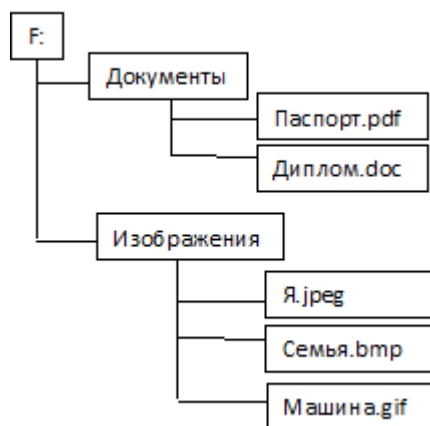 F:
Документы
Паспорт.pdf
Диплом.doc
Изображения
Я.jpeg
Семья.bmp
Машина.gif